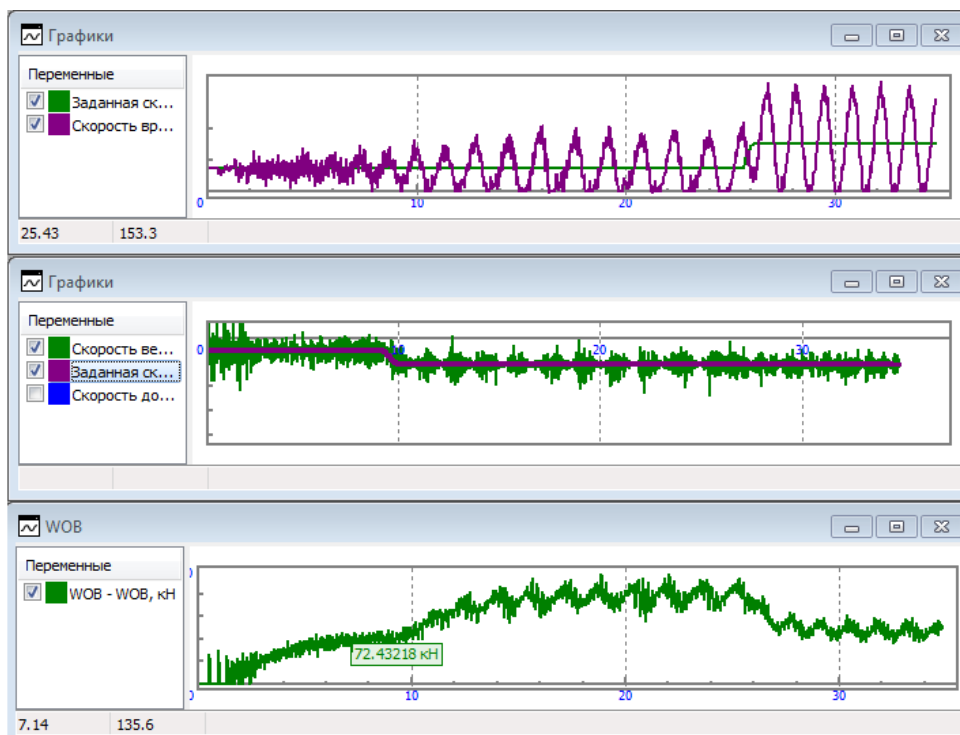 Графики
Переменные
Заданная ск...
Скорость вр...
0 10 20 30
25.43 153.3
Графики
Переменные
Скорость ве...
Заданная ск...
Скорость до...
0 20 30
WOB
Переменные
WOB - WOB, кН
72.43218 кН
10 20 30
7.14 135.6